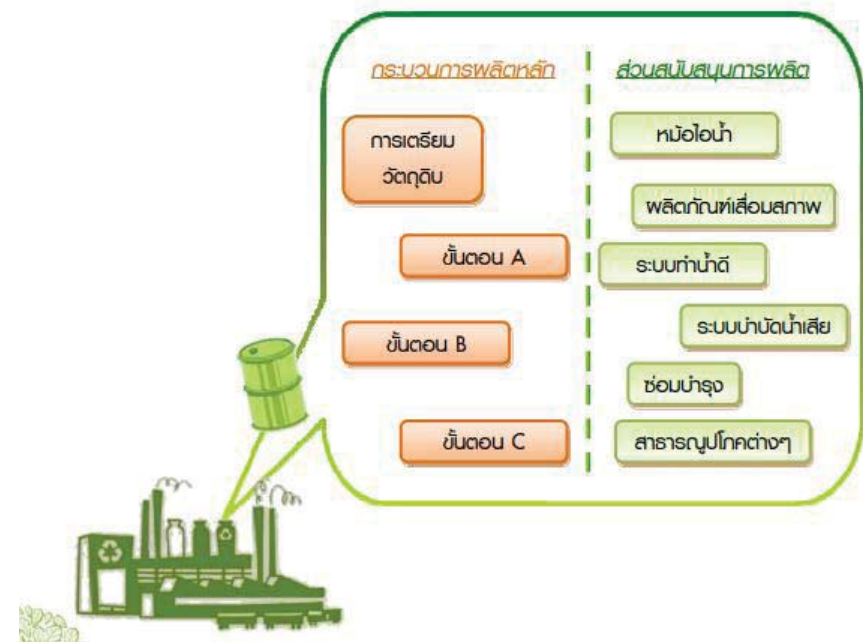 กระบวนการผลิตหลัก
การเตรียม
วัตถุดิบ
ขั้นตอน A
ขั้นตอน B
ขั้นตอน C
ส่วนสนับสนุนการผลิต
หม้อไอน้ำ
ผลิตภัณฑ์เสื่อมสภาพ
ระบบทำน้ำดี
ระบบบำบัดน้ำเสีย
ซ่อมบำรุง
สาธารณูปโภคต่างๆ